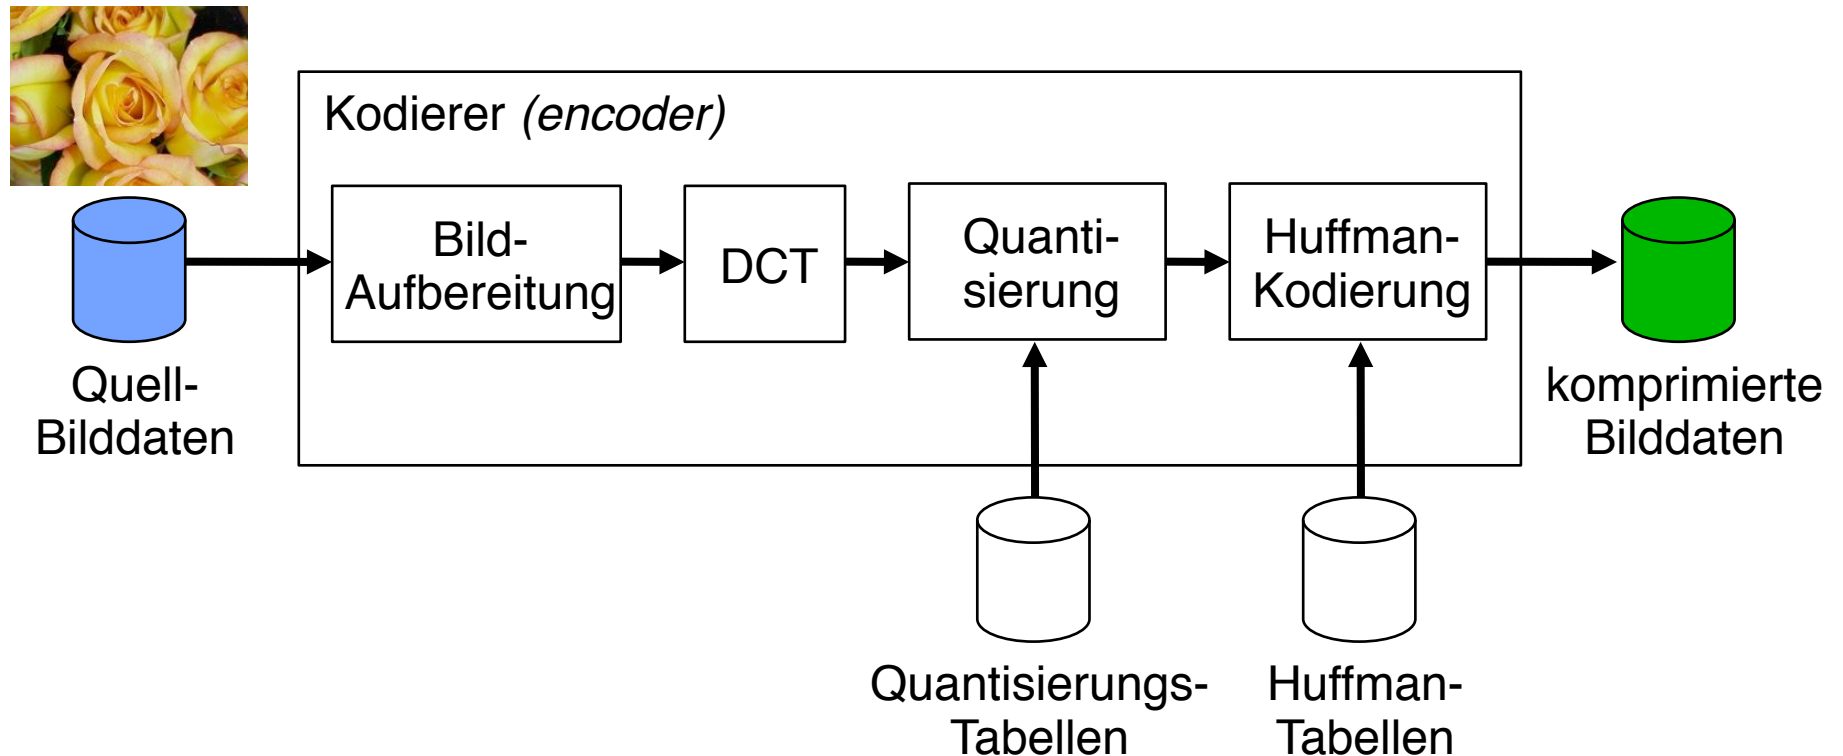 Kodierer (encoder)
Bild-
Aufbereitung
DCT
Quanti-
sierung
Huffman-
Kodierung
Quell-
Bilddaten
komprimierte
Bilddaten
Quantisierungs-
Tabellen
Huffman-
Tabellen